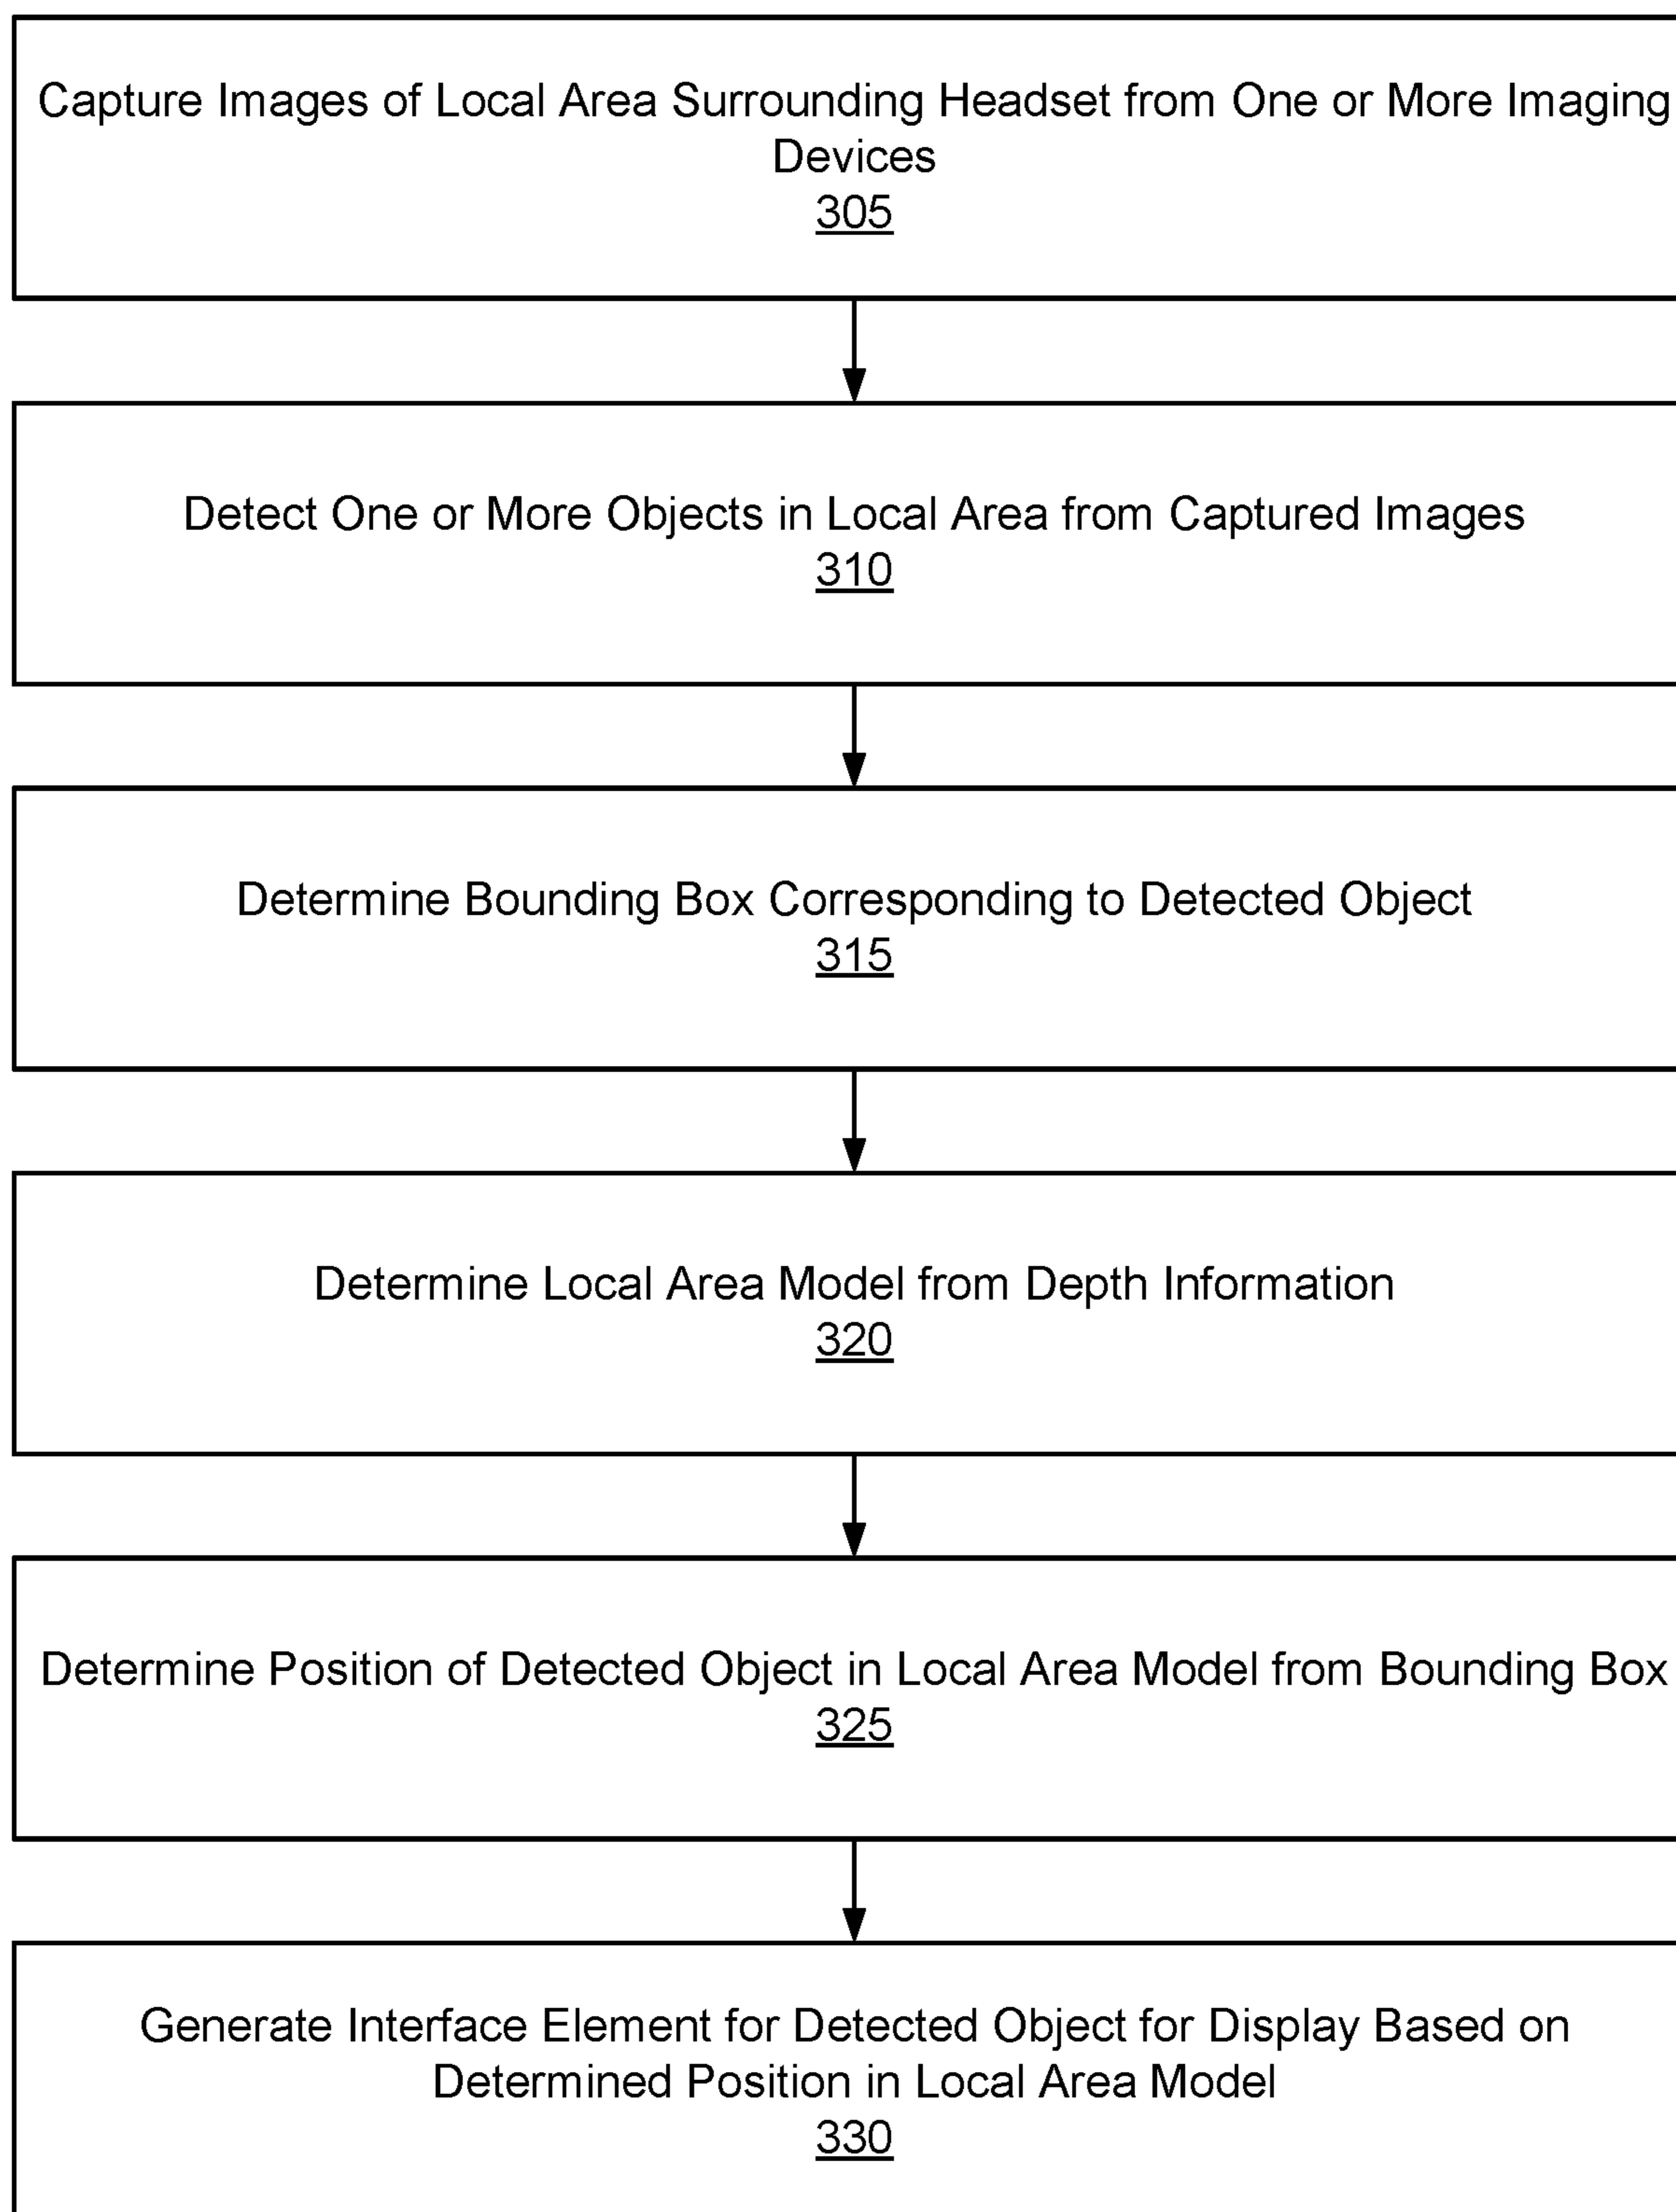 Capture Images of Local Area Surrounding Headset from One or More Imaging
Devices
305
Detect One or More Objects in Local Area from Captured Images
310
Determine Bounding Box Corresponding to Detected Object
315
Determine Local Area Model from Depth Information
320
Determine Position of Detected Object in Local Area Model from Bounding Box
325
Generate Interface Element for Detected Object for Display Based on
Determined Position in Local Area Model
330